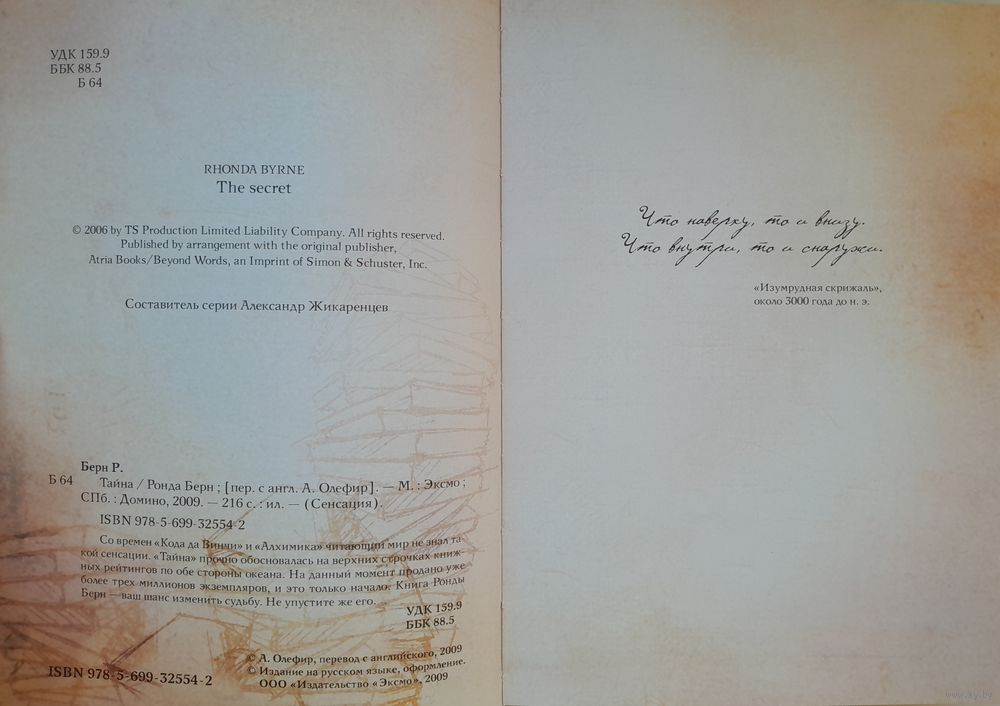 УДК 159.9
ББК 88.5
Б 64
RHONDA BYRNE
The secret
© 2006 by TS Production Limited Liability Company. All rights reserved.
Published by arrangement with the original publisher,
Atria Books/Beyond Words, an Imprint of Simon & Schuster, Inc.
Составитель серии Александр Жикаренцев
Берн Р.
Б 64 Тайна / Ронда Берн ; [пер. с англ. А. Олефир]. — М. : Эксмо ;
СПб. : Домино, 2009. — 216 с. : ил. — (Сенсация).
ISBN 978-5-699-32554-2
Со времен «Кода да Винчи» и «Алхимика» читающий мир не знал та-
кой сенсации. «Тайна» прочно обосновалась на верхних строчках книж-
ных рейтингов по обе стороны океана. На данный момент продано уже
более трех миллионов экземпляров, и это только начало. Книга Ронды
Берн — ваш шанс изменить судьбу. Не упустите же его.
УДК 159.9
ББК 88.5
© А. Олефир, перевод с английского, 2009
© Издание на русском языке, оформление.
ООО «Издательство «Эксмо», 2009
ISBN 978-5-699-32554-2
Что наверху, то и внизу.
Что внутри, то и снаружи.
«Изумрудная скрижаль»,
около 3000 года до н. э.
www.ay.by